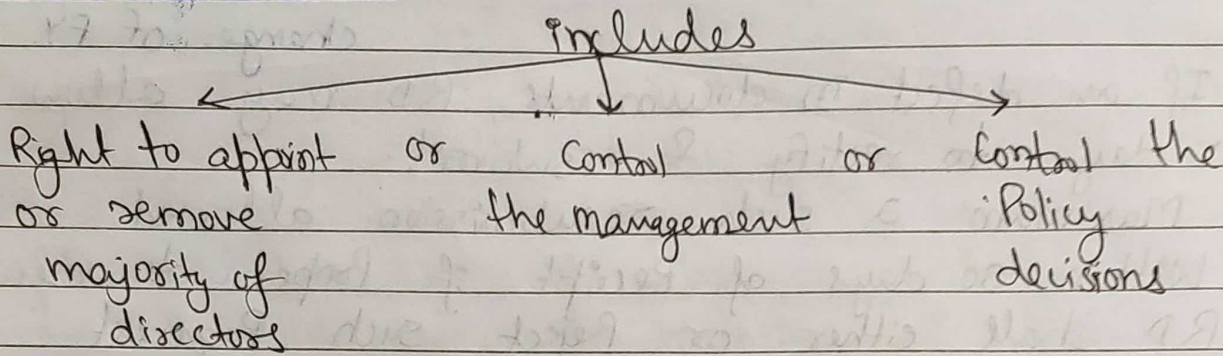 includes
Right to appoint or Control or Control the
or remove the management Policy
majority of decisions
directors